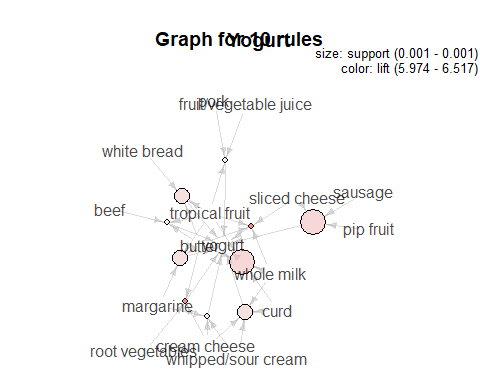 Graph for 10 rules
Yogurt
size: support (0.001 - 0.001)
color: lift (5.974 - 6.517)
pork
fruit/vegetable juice
white bread
sliced cheese
sausage
beef
tropical fruit
pip fruit
butter
yogurt
whole milk
margarine
curd
cream cheese
root vegetables
whipped/sour cream